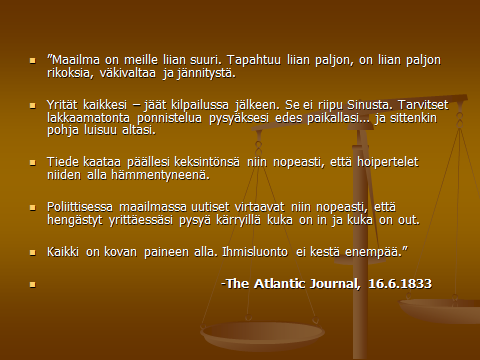 "Maailma on meille liian suuri. Tapahtuu liian paljon, on liian paljon
rikoksia, väkivaltaa ja jännitystä.
Yrität kaikkesi – jäät kilpailussa jälkeen. Se ei riipu Sinusta. Tarvitset
lakkaamatonta ponnistelua pysyäksesi edes paikallasi... ja sittenkin
pohja luisuu altasi.
Tiede kaataa päällesi keksintönsä niin nopeasti, että hoipertelet
niiden alla hämmentyneenä.
Poliittisessa maailmassa uutiset virtaavat niin nopeasti, että
hengästyt yrittäessäsi pysyä kärryillä kuka on in ja kuka on out.
Kaikki on kovan paineen alla. Ihmisluonto ei kestä enempää."
-The Atlantic Journal, 16.6.1833